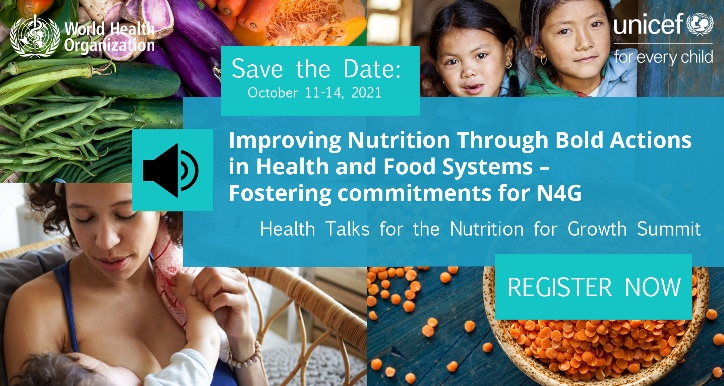 World Health
Organization
unicef
for every child
Save the Date:
October 11-14, 2021
Improving Nutrition Through Bold Actions
in Health and Food Systems –
Fostering commitments for N4G
Health Talks for the Nutrition for Growth Summit
REGISTER NOW